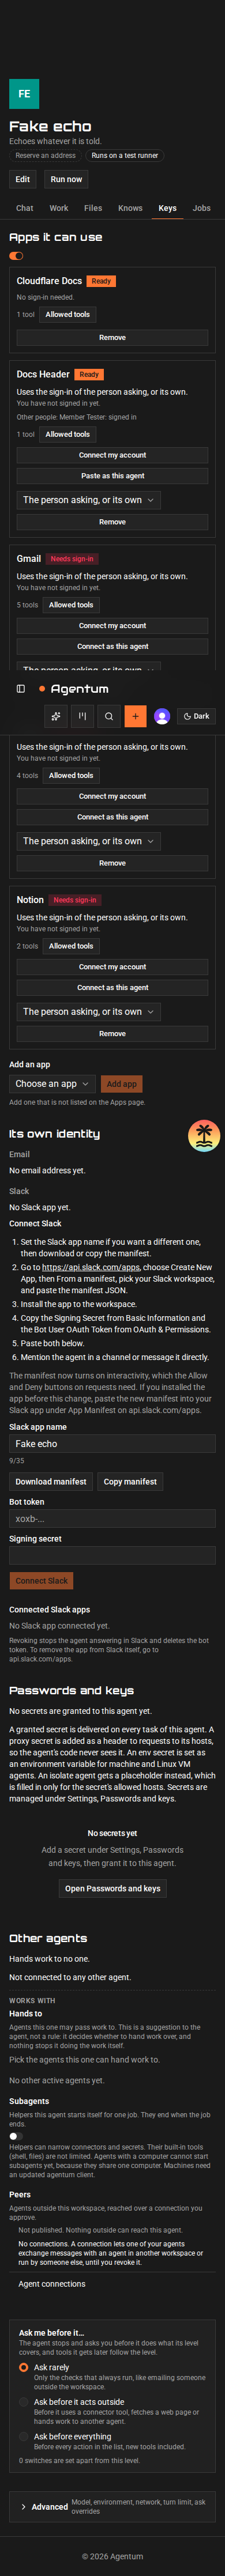 FE
Fake echo
Echoes whatever it is told.
Reserve an address
Runs on a test runner
Edit
Run now
Chat
Work
Files
Knows
Keys
Jobs
Apps it can use
Cloudflare Docs
Ready
No sign-in needed.
1 tool
Allowed tools
Remove
Docs Header
Ready
Uses the sign-in of the person asking, or its own.
You have not signed in yet.
Other people: Member Tester: signed in
1 tool
Allowed tools
Connect my account
Paste as this agent
The person asking, or its own
Remove
Gmail
Needs sign-in
Uses the sign-in of the person asking, or its own.
You have not signed in yet.
5 tools
Allowed tools
Connect my account
Connect as this agent
The person asking, or its own
Agentum
Dark
Uses the sign-in of the person asking, or its own.
You have not signed in yet.
4 tools
Allowed tools
Connect my account
Connect as this agent
The person asking, or its own
Remove
Notion
Needs sign-in
Uses the sign-in of the person asking, or its own.
You have not signed in yet.
2 tools
Allowed tools
Connect my account
Connect as this agent
The person asking, or its own
Remove
Add an app
Choose an app
Add app
Add one that is not listed on the Apps page.
Its own identity
Email
No email address yet.
Slack
No Slack app yet.
Connect Slack
1. Set the Slack app name if you want a different one,
then download or copy the manifest.
2. Go to https://api.slack.com/apps, choose Create New
App, then From a manifest, pick your Slack workspace,
and paste the manifest JSON.
3. Install the app to the workspace.
4. Copy the Signing Secret from Basic Information and
the Bot User OAuth Token from OAuth & Permissions.
5. Paste both below.
6. Mention the agent in a channel or message it directly.
The manifest now turns on interactivity, which the Allow
and Deny buttons on requests need. If you installed the
app before this change, paste the new manifest into your
Slack app under App Manifest on api.slack.com/apps.
Slack app name
Fake echo
9/35
Download manifest
Copy manifest
Bot token
xoxb-...
Signing secret
Connect Slack
Connected Slack apps
No Slack app connected yet.
Revoking stops the agent answering in Slack and deletes the bot
token. To remove the app from Slack itself, go to
api.slack.com/apps.
Passwords and keys
No secrets are granted to this agent yet.
A granted secret is delivered on every task of this agent. A
proxy secret is added as a header to requests to its hosts,
so the agent's code never sees it. An env secret is set as
an environment variable for machine and Linux VM
agents. An isolate agent gets a placeholder instead, which
is filled in only for the secret's allowed hosts. Secrets are
managed under Settings, Passwords and keys.
No secrets yet
Add a secret under Settings, Passwords
and keys, then grant it to this agent.
Open Passwords and keys
Other agents
Hands work to no one.
Not connected to any other agent.
WORKS WITH
Hands to
Agents this one may pass work to. This is a suggestion to the
agent, not a rule: it decides whether to hand work over, and
nothing stops it doing the work itself.
Pick the agents this one can hand work to.
No other active agents yet.
Subagents
Helpers this agent starts itself for one job. They end when the job
ends.
Helpers can narrow connectors and secrets. Their built-in tools
(shell, files) are not limited. Agents with a computer cannot start
subagents yet, because they share one computer. Machines need
an updated agent client.
Peers
Agents outside this workspace, reached over a connection you
approve.
Not published. Nothing outside can reach this agent.
No connections. A connection lets one of your agents
exchange messages with an agent in another workspace or
run by someone else, until you revoke it.
Agent connections
Ask me before it...
The agent stops and asks you before it does what its level
covers, and tools it gets later follow the level.
Ask rarely
Only the checks that always run, like emailing someone
outside the workspace.
Ask before it acts outside
Before it uses a connector tool, fetches a web page or
hands work to another agent.
Ask before everything
Before every action in the list, new tools included.
0 switches are set apart from this level.
Advanced
Model, environment, network, turn limit, ask
overrides
© 2026 Agentum